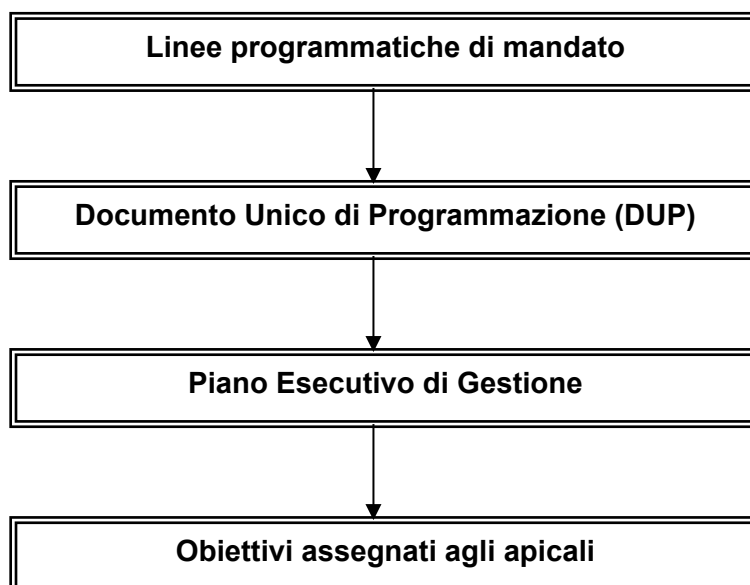 Linee programmatiche di mandato
Documento Unico di Programmazione (DUP)
Piano Esecutivo di Gestione
Obiettivi assegnati agli apicali